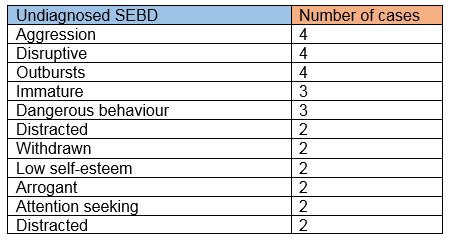 Undiagnosed SEBD Number of cases
Aggression 4
Disruptive 4
Outbursts 4
Immature 3
Dangerous behaviour 3
Distracted 2
Withdrawn 2
Low self-esteem 2
Arrogant 2
Attention seeking 2
Distracted 2